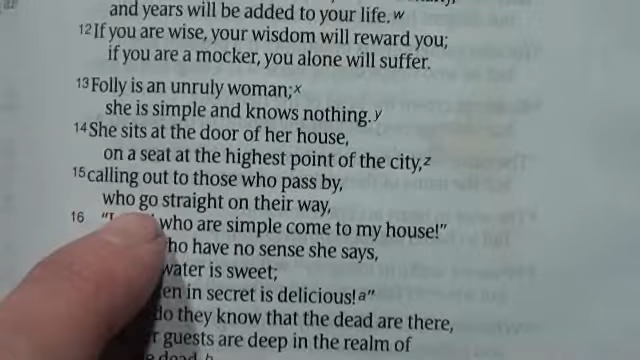 and years will be added to your life. w
12 If you are wise, your wisdom will reward you;
if you are a mocker, you alone will suffer.
13 Folly is an unruly woman; x
she is simple and knows nothing. y
14 She sits at the door of her house,
on a seat at the highest point of the city, z
15 calling out to those who pass by,
who go straight on their way,
16 who are simple come to my house!”
have no sense she says,
water is sweet;
in secret is delicious! a”
do they know that the dead are there,
guests are deep in the realm of